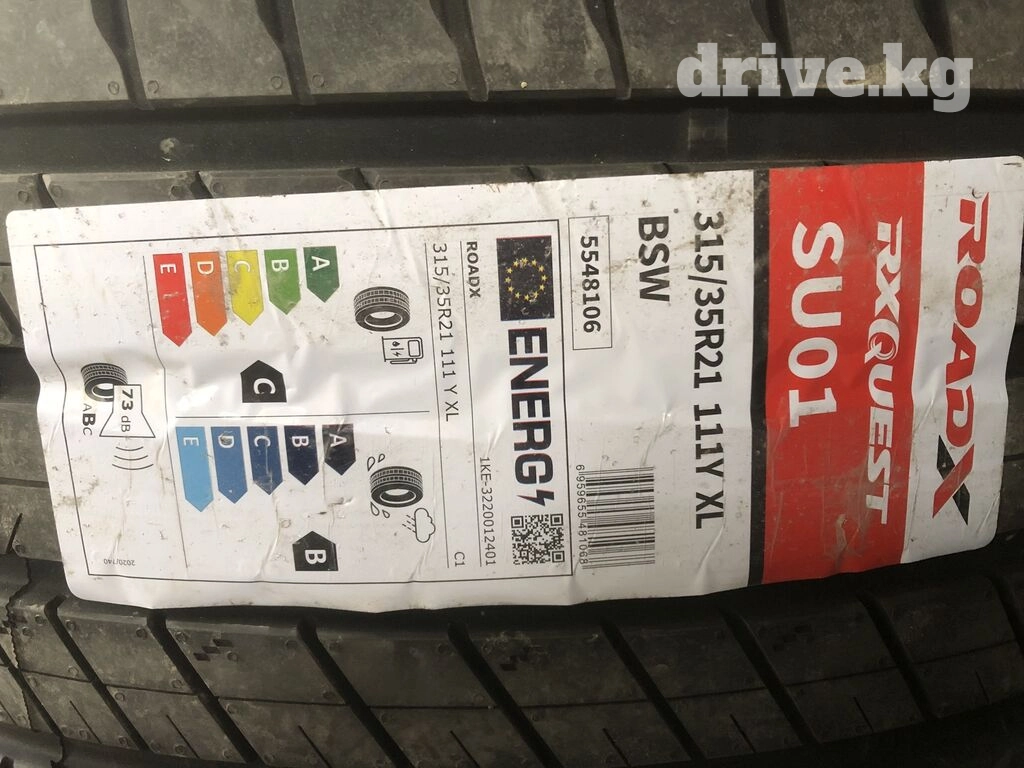 drive.kg
ROADX
RXQUEST
SU01
315/35R21 111Y XL
BSW
5548106
6959655481068
ENERG
ROADX
1KE-3220012401
315/35R21 111 Y XL
C1
A
B
C
D
E
C
A
B
C
D
E
B
73 dB
ABC
2020/740